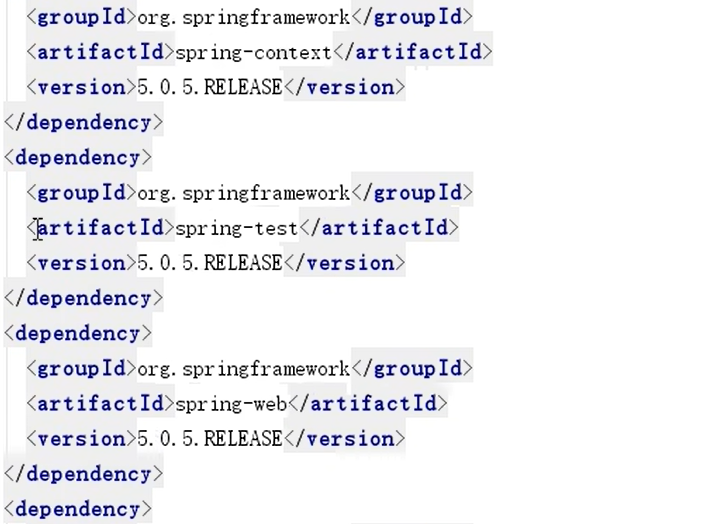 <groupId>org.springframework</groupId>
<artifactId>spring-context</artifactId>
<version>5.0.5.RELEASE</version>
</dependency>
<dependency>
<groupId>org.springframework</groupId>
<artifactId>spring-test</artifactId>
<version>5.0.5.RELEASE</version>
</dependency>
<dependency>
<groupId>org.springframework</groupId>
<artifactId>spring-web</artifactId>
<version>5.0.5.RELEASE</version>
</dependency>
<dependency>